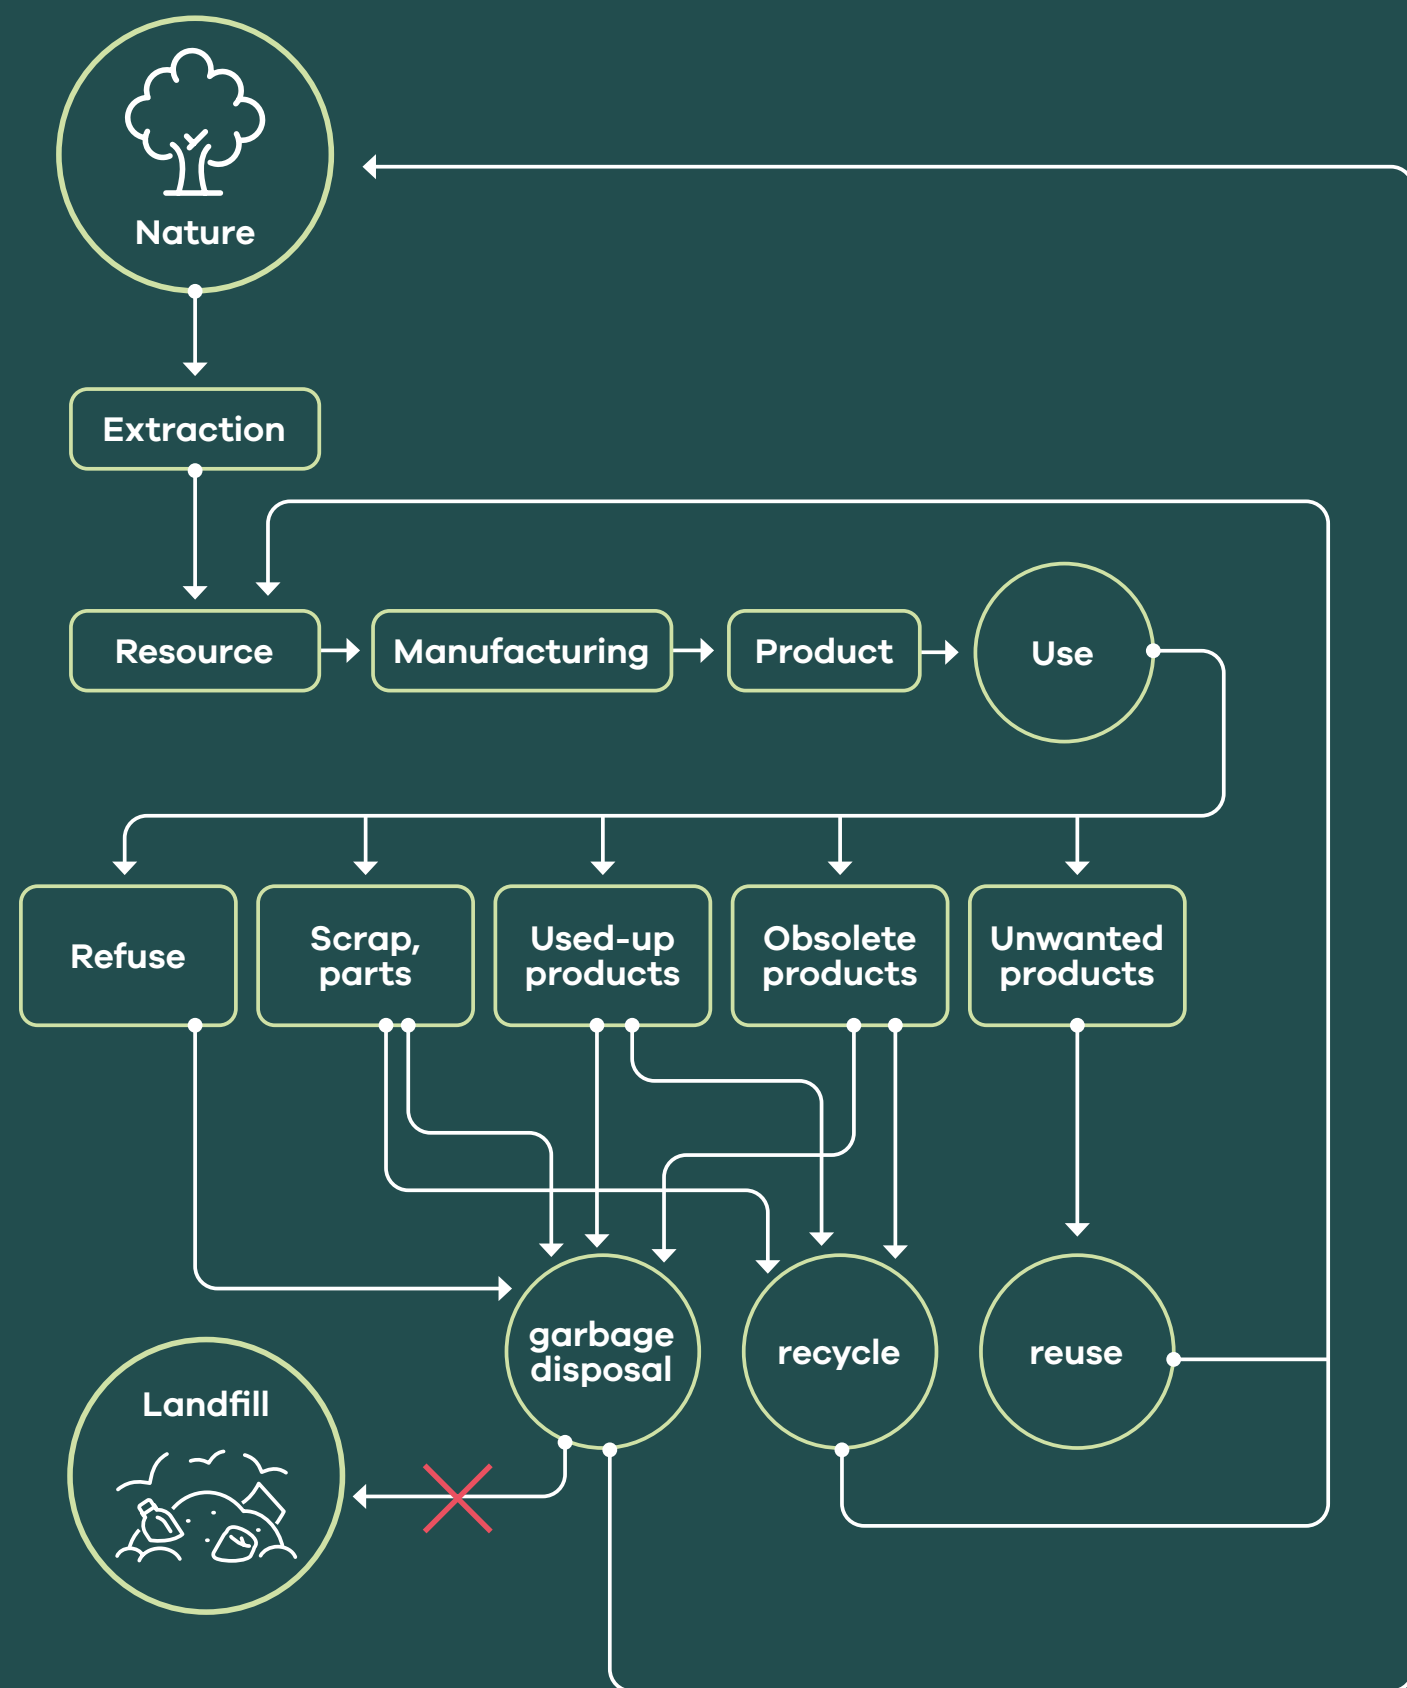 Nature
Extraction
Resource
Manufacturing
Product
Use
Refuse
Scrap,
parts
Used-up
products
Obsolete
products
Unwanted
products
garbage
disposal
recycle
reuse
Landfill